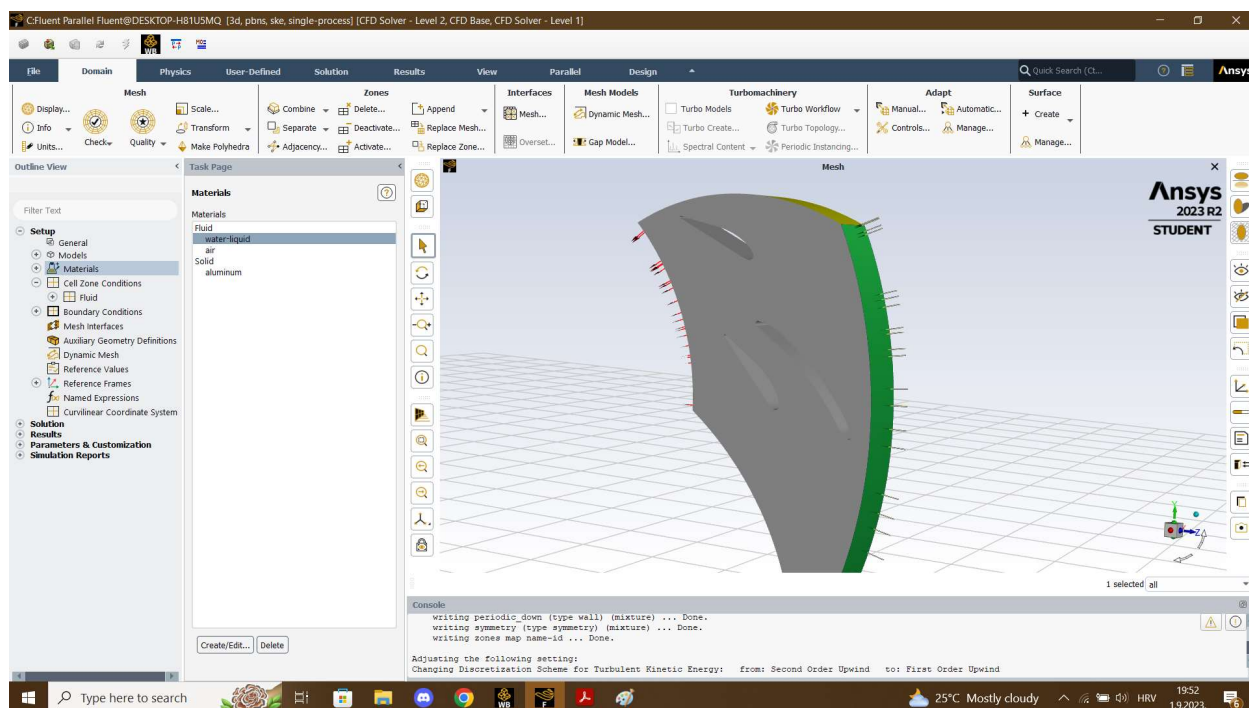 C:Fluent Parallel Fluent@DESKTOP-H81U5MQ [3d, pbns, ske, single-process] [CFD Solver - Level 2, CFD Base, CFD Solver - Level 1]
WB
File Domain Physics User-Defined Solution Results View Parallel Design Quick Search (Ct... Ansys
Mesh Zones Interfaces Mesh Models Turbomachinery Adapt Surface
Display... Scale... Combine Delete... Append Mesh... Dynamic Mesh... Turbo Models Turbo Workflow Manual... Automatic... + Create
Info Transform Separate Deactivate... Replace Mesh... Turbo Create... Turbo Topology... Controls... Manage...
Units... Check Quality Make Polyhedra Adjacency... Activate... Replace Zone... Overset... Gap Model... Spectral Content Periodic Instancing... Manage...
Outline View
Filter Text
Setup
General
Models
Materials
Cell Zone Conditions
Fluid
Boundary Conditions
Mesh Interfaces
Auxiliary Geometry Definitions
Dynamic Mesh
Reference Values
Reference Frames
Named Expressions
Curvilinear Coordinate System
Solution
Results
Parameters & Customization
Simulation Reports
Task Page
Materials
Materials
Fluid
water-liquid
air
Solid
aluminum
Create/Edit... Delete
Mesh
Ansys
2023 R2
STUDENT
Y
Z
1 selected all
Console
writing periodic_down (type wall) (mixture) ... Done.
writing symmetry (type symmetry) (mixture) ... Done.
writing zones map name-id ... Done.
Adjusting the following setting:
Changing Discretization Scheme for Turbulent Kinetic Energy: from: Second Order Upwind to: First Order Upwind
Type here to search
WB
F
25°C Mostly cloudy
HRV
19:52
1.9.2023.
6